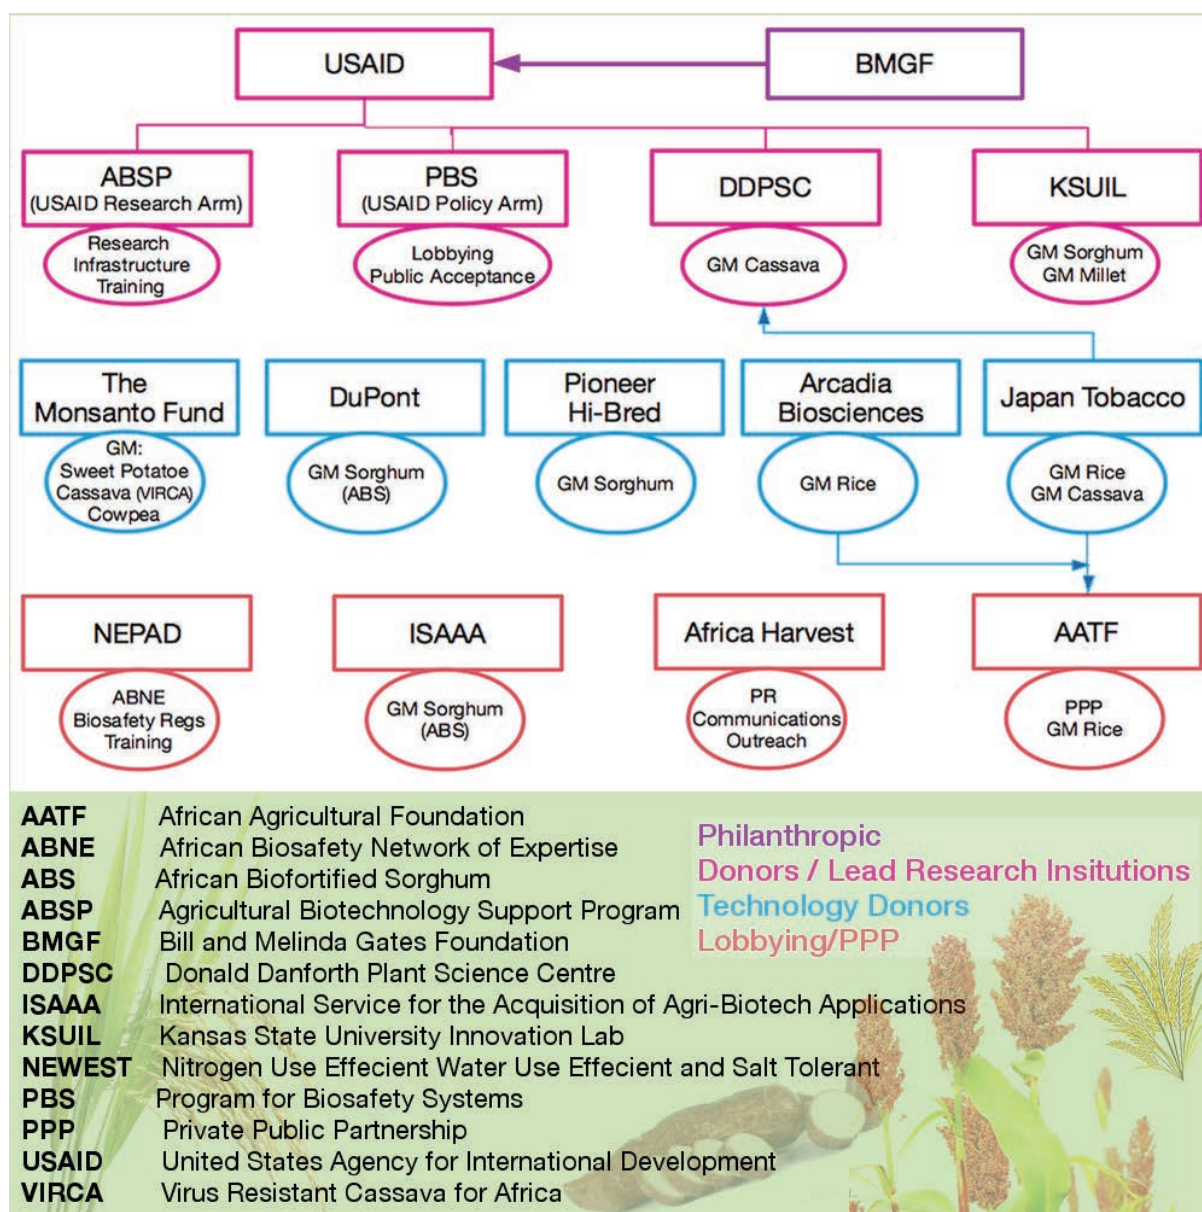 USAID
BMGF
ABSP
(USAID Research Arm)
PBS
(USAID Policy Arm)
DDPSC
KSUIL
Research
Infrastructure
Training
Lobbying
Public Acceptance
GM Cassava
GM Sorghum
GM Millet
The
Monsanto Fund
DuPont
Pioneer
Hi-Bred
Arcadia
Biosciences
Japan Tobacco
GM:
Sweet Potatoe
Cassava (VIRCA)
Cowpea
GM Sorghum
(ABS)
GM Sorghum
GM Rice
GM Rice
GM Cassava
NEPAD
ISAAA
Africa Harvest
AATF
ABNE
Biosafety Regs
Training
GM Sorghum
(ABS)
PR
Communications
Outreach
PPP
GM Rice
AATF African Agricultural Foundation
ABNE African Biosafety Network of Expertise
ABS African Biofortified Sorghum
ABSP Agricultural Biotechnology Support Program
BMGF Bill and Melinda Gates Foundation
DDPSC Donald Danforth Plant Science Centre
ISAAA International Service for the Acquisition of Agri-Biotech Applications
KSUIL Kansas State University Innovation Lab
NEWEST Nitrogen Use Effecient Water Use Effecient and Salt Tolerant
PBS Program for Biosafety Systems
PPP Private Public Partnership
USAID United States Agency for International Development
VIRCA Virus Resistant Cassava for Africa
Philanthropic
Donors / Lead Research Insitutions
Technology Donors
Lobbying/PPP